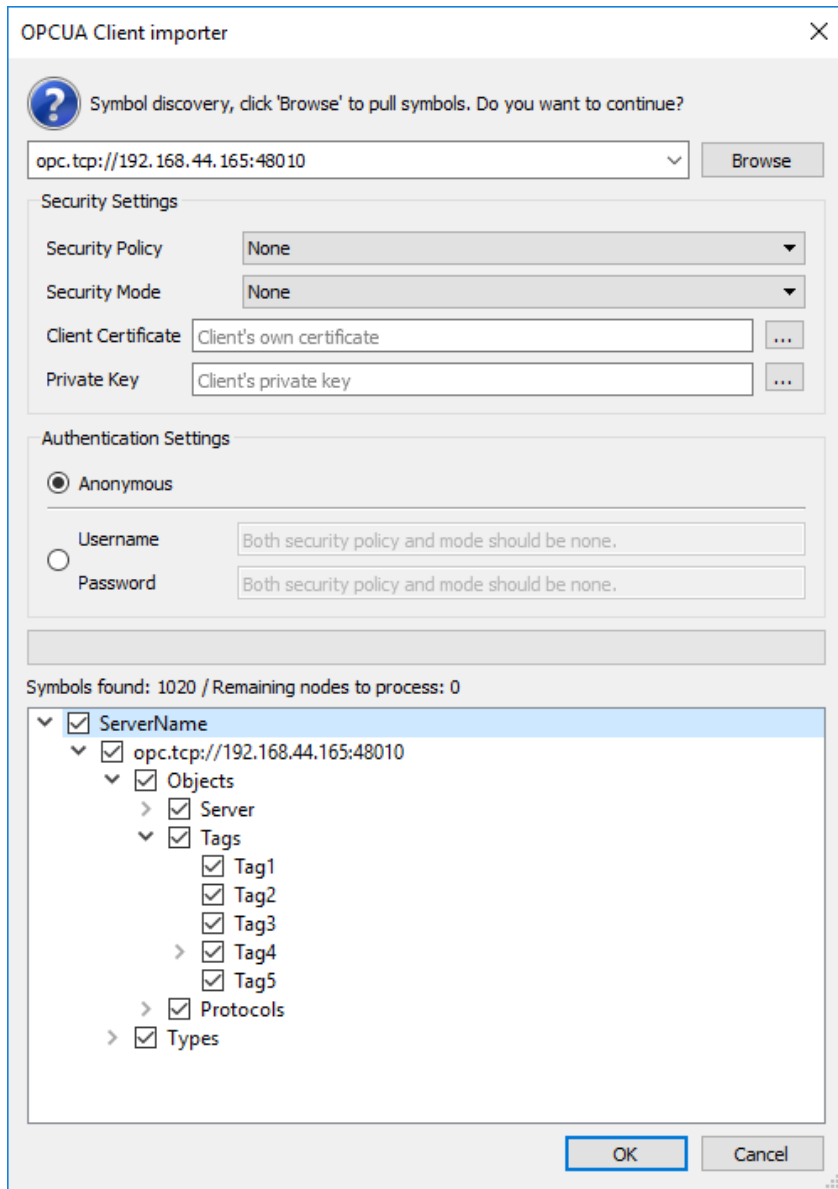 OPCUA Client importer
Symbol discovery, click 'Browse' to pull symbols. Do you want to continue?
opc.tcp://192.168.44.165:48010 Browse
Security Settings
Security Policy None
Security Mode None
Client Certificate Client's own certificate ...
Private Key Client's private key ...
Authentication Settings
Anonymous
Username Both security policy and mode should be none.
Password Both security policy and mode should be none.
Symbols found: 1020 / Remaining nodes to process: 0
ServerName
opc.tcp://192.168.44.165:48010
Objects
Server
Tags
Tag1
Tag2
Tag3
Tag4
Tag5
Protocols
Types
OK Cancel